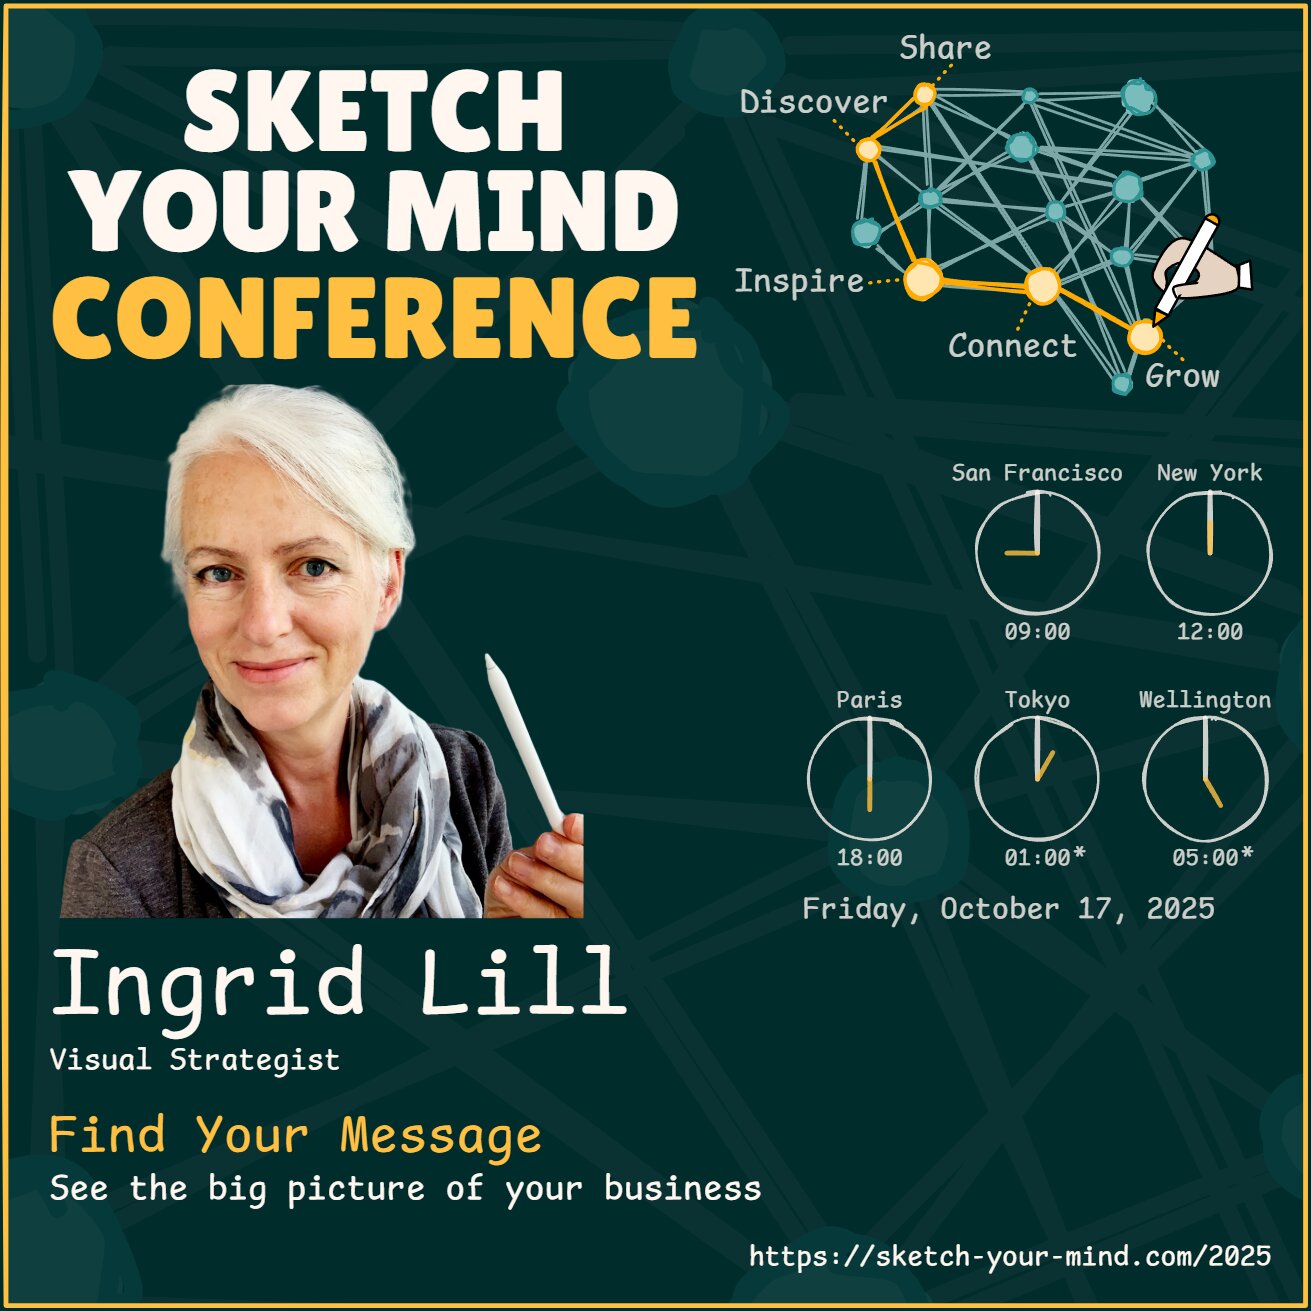 SKETCH
YOUR MIND
CONFERENCE
Share
Discover
Inspire
Connect
Grow
San Francisco
New York
09:00
12:00
Paris
Tokyo
Wellington
18:00
01:00*
05:00*
Friday, October 17, 2025
Ingrid Lill
Visual Strategist
Find Your Message
See the big picture of your business
https://sketch-your-mind.com/2025